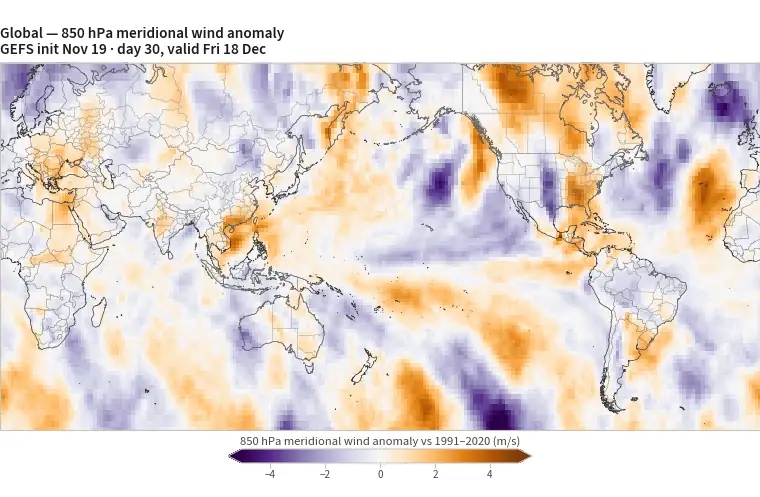 Global — 850 hPa meridional wind anomaly
GEFS init Nov 19 · day 30, valid Fri 18 Dec
850 hPa meridional wind anomaly vs 1991–2020 (m/s)
−4 −2 0 2 4